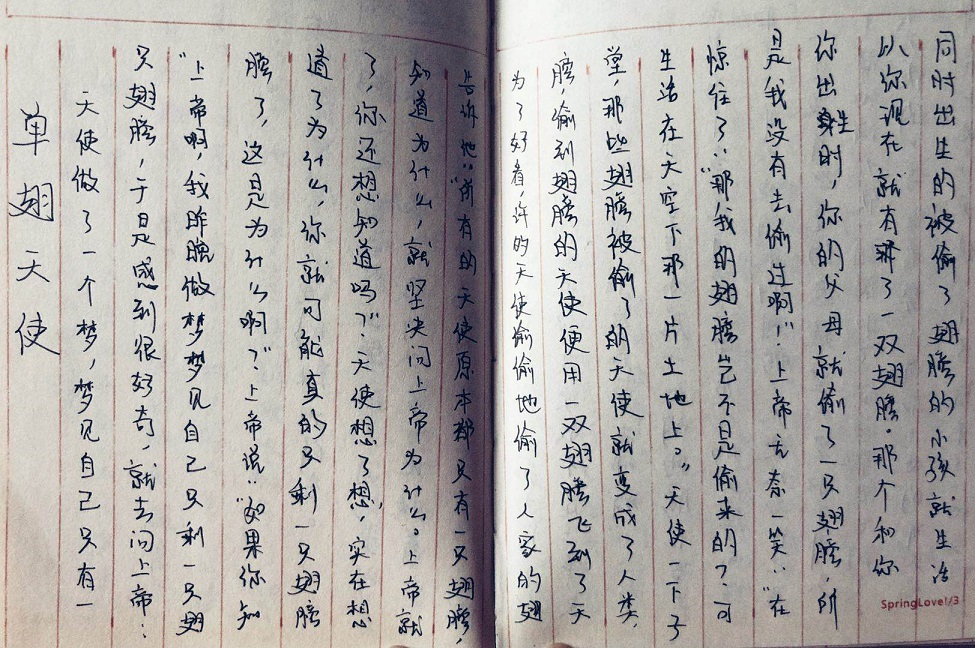 单翅天使
天使做了一个梦，梦见自己只有一
只翅膀，于是感到很好奇，就去问上帝：
“上帝啊，我昨晚做梦梦见自己只剩一只翅
膀了，这是为什么啊？”上帝说：“如果你知
道了为什么，你就可能真的只剩一只翅膀
了，你还想知道吗？”天使想了想，实在想
知道为什么，就坚决问上帝为什么。上帝就
告诉他：“所有的天使原本都只有一只翅膀，
为了好看，许的天使偷偷地偷了人家的翅
膀，偷到翅膀的天使便用一双翅膀飞到了天
堂，那些翅膀被偷了的天使就变成了人类，
生活在天空下那一片土地上。”天使一下子
惊住了：“那我的翅膀岂不是偷来的？可
是我没有去偷过啊！”上帝无奈一笑：“在
你出生时，你的父母就偷了一只翅膀，所
以你现在就有了一双翅膀。那个和你
同时出生的被偷了翅膀的小孩就生活
SpringLove1/3